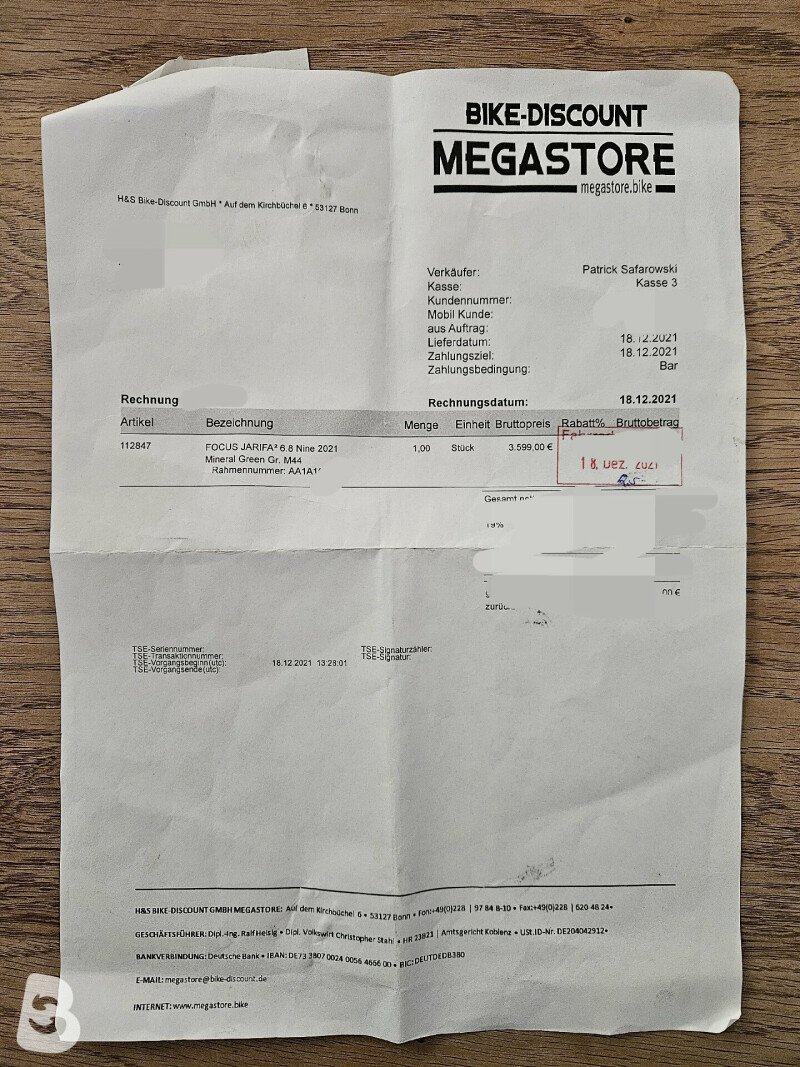 BIKE-DISCOUNT
MEGASTORE
megastore.bike
H&S Bike-Discount GmbH * Auf dem Kirchbüchel 6 * 53127 Bonn
Verkäufer: Patrick Safarowski
Kasse: Kasse 3
Kundennummer:
Mobil Kunde:
aus Auftrag:
Lieferdatum: 18.12.2021
Zahlungsziel: 18.12.2021
Zahlungsbedingung: Bar
Rechnung Rechnungsdatum: 18.12.2021
Artikel Bezeichnung Menge Einheit Bruttopreis Rabatt% Bruttobetrag
112847 FOCUS JARIFA² 6.8 Nine 2021 1,00 Stück 3.599,00 €
Mineral Green Gr. M44
Rahmennummer: AA1A1
18. DEZ. 2021
Gesamt
19%
00 €
TSE-Seriennummer: TSE-Signaturzähler:
TSE-Transaktionnummer: TSE-Signatur:
TSE-Vorgangsbeginn(utc): 18.12.2021 13:28:01
TSE-Vorgangsende(utc):
H&S BIKE-DISCOUNT GMBH MEGASTORE: Auf dem Kirchbüchel 6 • 53127 Bonn • Fon:+49(0)228 | 97 84 8-10 • Fax:+49(0)228 | 620 48 24•
GESCHÄFTSFÜHRER: Dipl.-Ing. Ralf Heisig • Dipl. Volkswirt Christopher Stahl • HR 23821 | Amtsgericht Koblenz • USt.ID-Nr. DE204042912•
BANKVERBINDUNG: Deutsche Bank • IBAN: DE73 3807 0024 0056 4666 00 • BIC: DEUTDEDB380
E-MAIL: megastore@bike-discount.de
INTERNET: www.megastore.bike